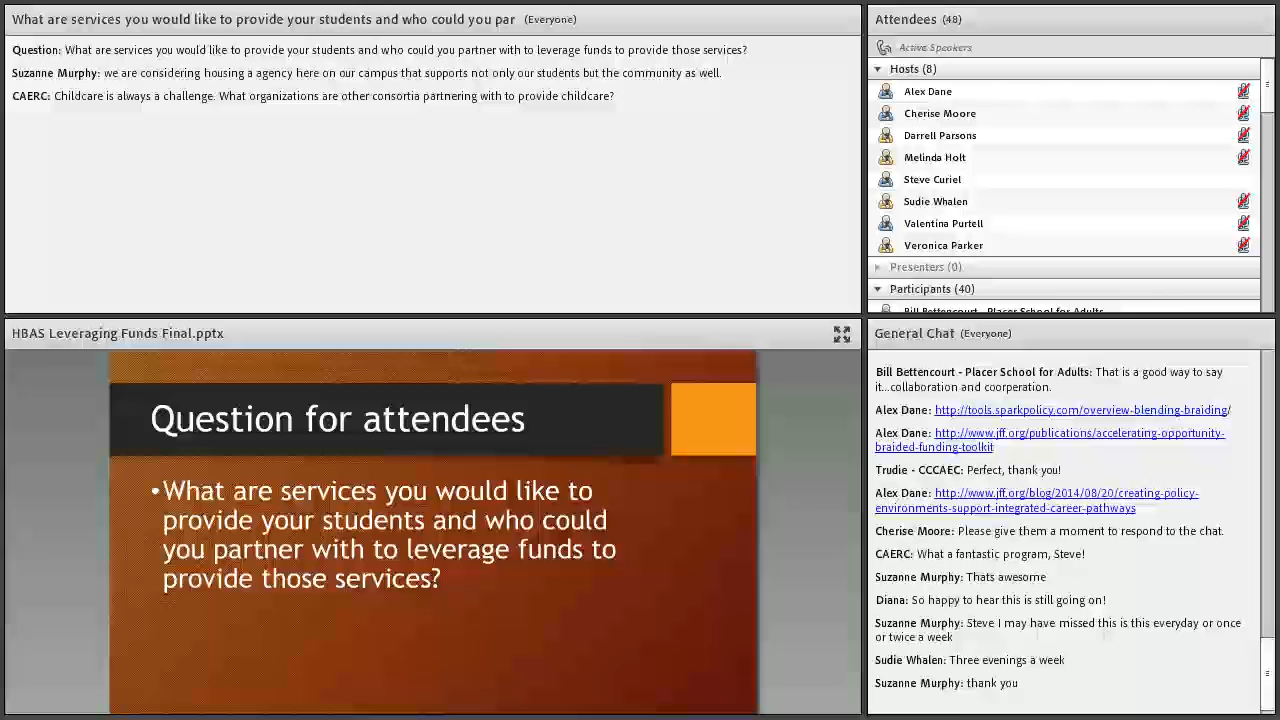 What are services you would like to provide your students and who could you par (Everyone)
Question: What are services you would like to provide your students and who could you partner with to leverage funds to provide those services?
Suzanne Murphy: we are considering housing a agency here on our campus that supports not only our students but the community as well.
CAERC: Childcare is always a change. What organizations are other consortia partnering with to provide childcare?
Attendees (48)
Active Speakers
Hosts (8)
Alex Dane
Cherise Moore
Darrell Parsons
Melinda Holt
Steve Curiel
Sudie Whalen
Valentina Purtell
Veronica Parker
Presenters (0)
Participants (40)
Bill Bettencourt - Placer School for Adults
HBAS Leveraging Funds Final.pptx
Question for attendees
•What are services you would like to
provide your students and who could
you partner with to leverage funds to
provide those services?
General Chat (Everyone)
Bill Bettencourt - Placer School for Adults: That is a good way to say
it...collaboration and coorperation.
Alex Dane: http://tools.sparkpolicy.com/overview-blending-braiding/
Alex Dane: http://www.jff.org/publications/accelerating-opportunity-
braided-funding-toolkit
Trudie - CCCAEC: Perfect, thank you!
Alex Dane: http://www.jff.org/blog/2014/08/20/creating-policy-
environments-support-integrated-career-pathways
Cherise Moore: Please give them a moment to respond to the chat.
CAERC: What a fantastic program, Steve!
Suzanne Murphy: Thats awesome
Diana: So happy to hear this is still going on!
Suzanne Murphy: Steve I may have missed this is this everyday or once
or twice a week
Sudie Whalen: Three evenings a week
Suzanne Murphy: thank you